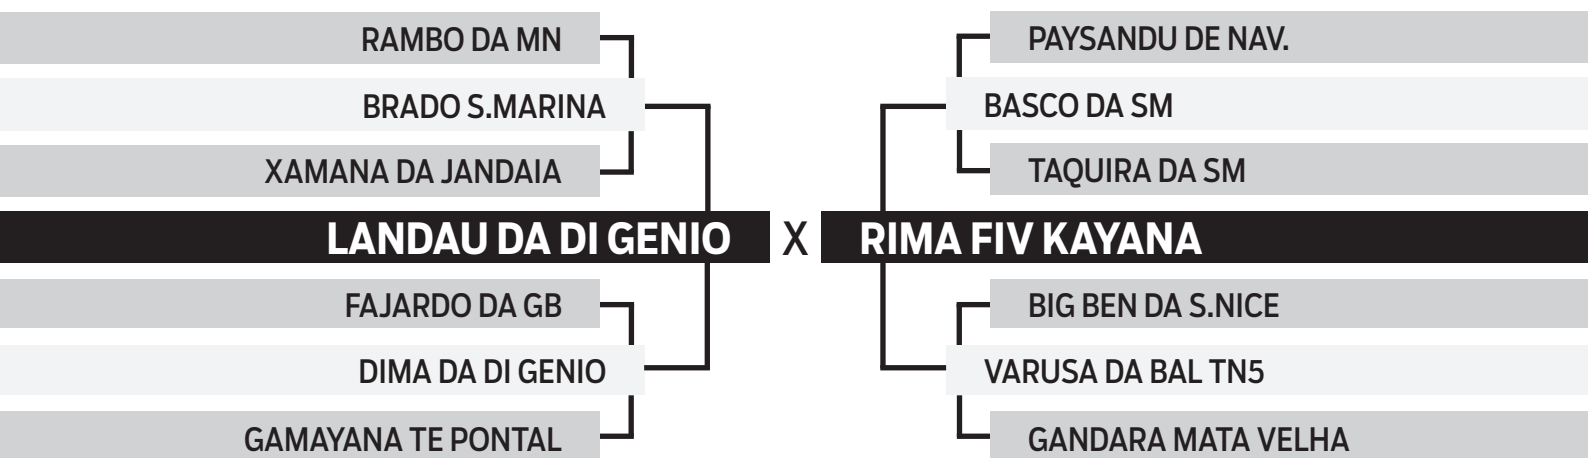 RAMBO DA MN
BRADO S.MARINA
XAMANA DA JANDAIA
LANDAU DA DI GENIO X RIMA FIV KAYANA
FAJARDO DA GB
DIMA DA DI GENIO
GAMAYANA TE PONTAL
PAYSANDU DE NAV.
BASCO DA SM
TAQUIRA DA SM
BIG BEN DA S.NICE
VARUSA DA BAL TN5
GANDARA MATA VELHA